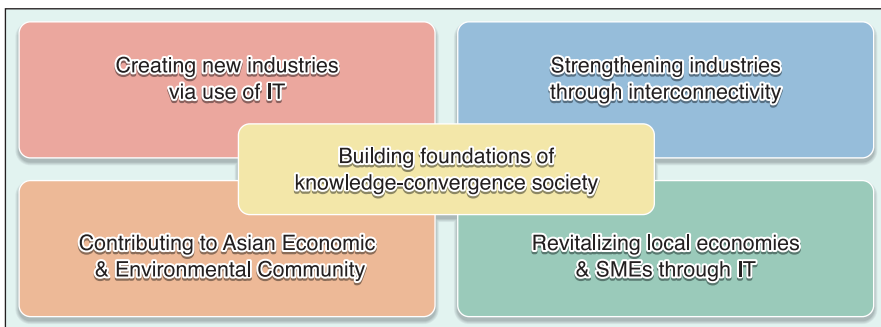 Creating new industries
via use of IT
Strengthening industries
through interconnectivity
Building foundations of
knowledge-convergence society
Contributing to Asian Economic
& Environmental Community
Revitalizing local economies
& SMEs through IT